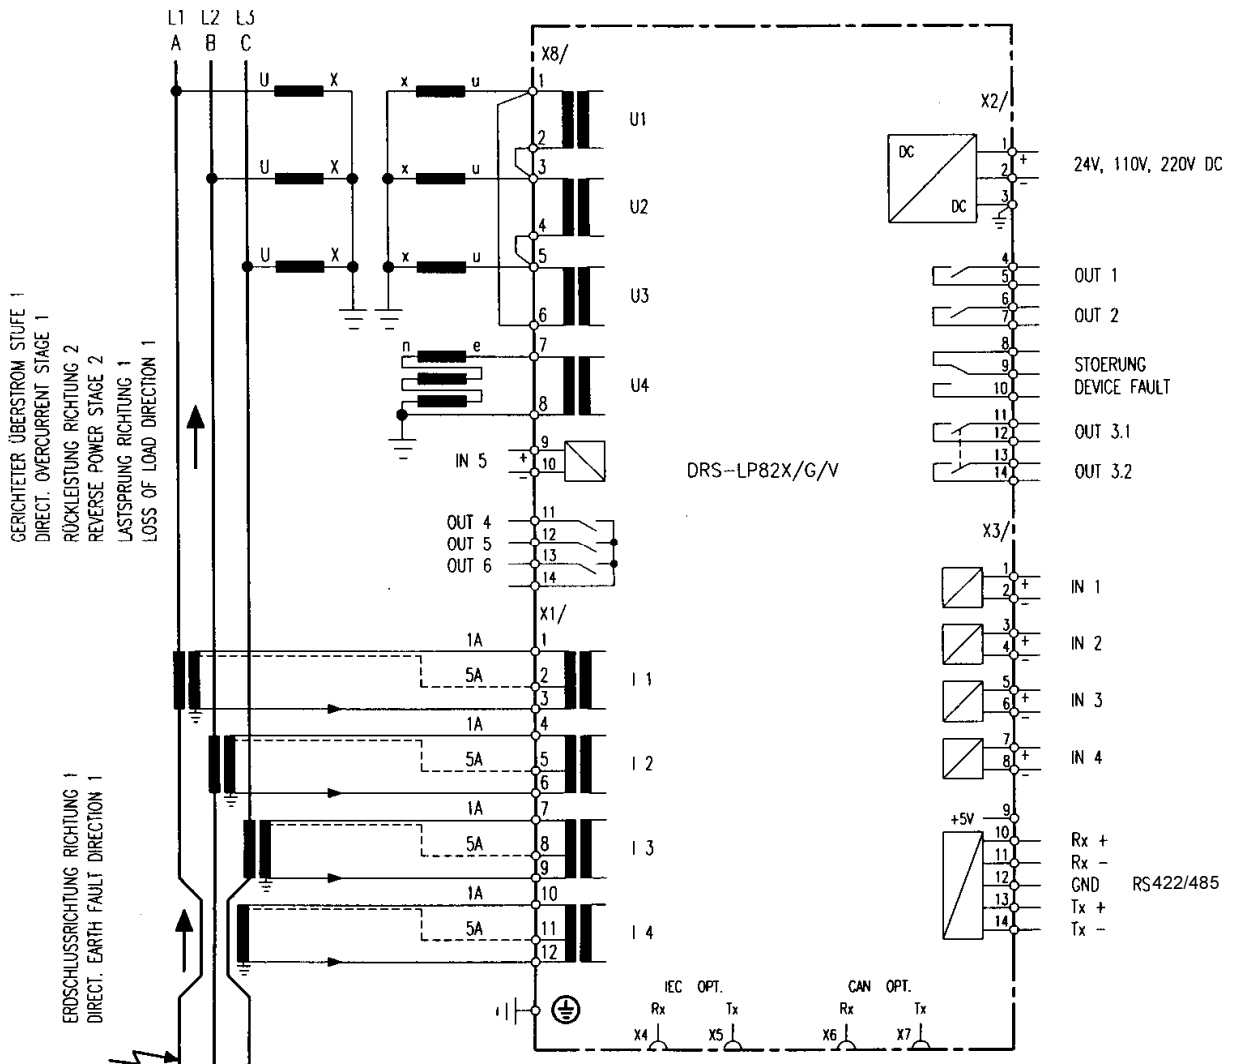 L1 L2 L3
A B C
X8/
U X x u 1
U1
2
3
U X x u
U2
4
5
U X x u
U3
6
n e 7
U4
8
IN 5 + 9
− 10
OUT 4 11
OUT 5 12
OUT 6 13
14
X1/
1A 1
5A 2
3
I 1
1A 4
5A 5
6
I 2
1A 7
5A 8
9
I 3
1A 10
5A 11
12
I 4
GERICHTETER ÜBERSTROM STUFE 1
DIRECT. OVERCURRENT STAGE 1
RÜCKLEISTUNG RICHTUNG 2
REVERSE POWER STAGE 2
LASTSPRUNG RICHTUNG 1
LOSS OF LOAD DIRECTION 1
ERDSCHLUSSRICHTUNG RICHTUNG 1
DIRECT. EARTH FAULT DIRECTION 1
DRS-LP82X/G/V
X2/
DC
DC
1 +
2 −
3
24V, 110V, 220V DC
4
5
OUT 1
6
7
OUT 2
8
9
10
STOERUNG
DEVICE FAULT
11
12
OUT 3.1
13
14
OUT 3.2
X3/
1 +
2 −
IN 1
3 +
4 −
IN 2
5 +
6 −
IN 3
7 +
8 −
IN 4
+5V 9
10 Rx +
11 Rx −
12 GND RS422/485
13 Tx +
14 Tx −
IEC OPT. CAN OPT.
Rx Tx Rx Tx
X4 X5 X6 X7